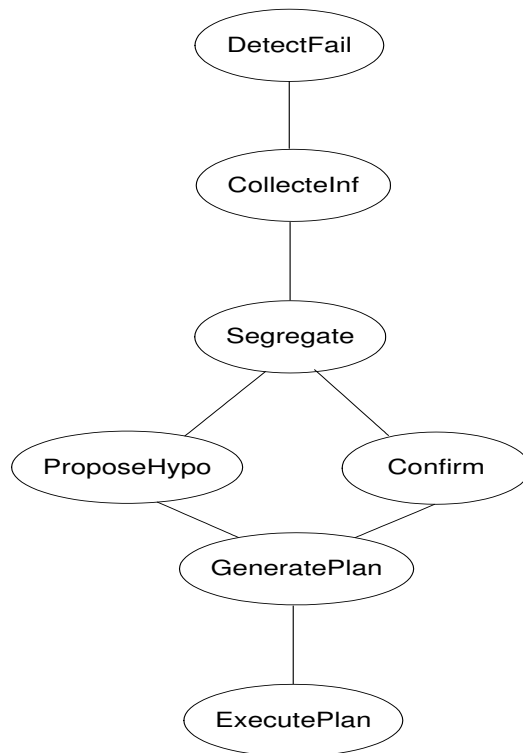 DetectFail
CollecteInf
Segregate
ProposeHypo
Confirm
GeneratePlan
ExecutePlan